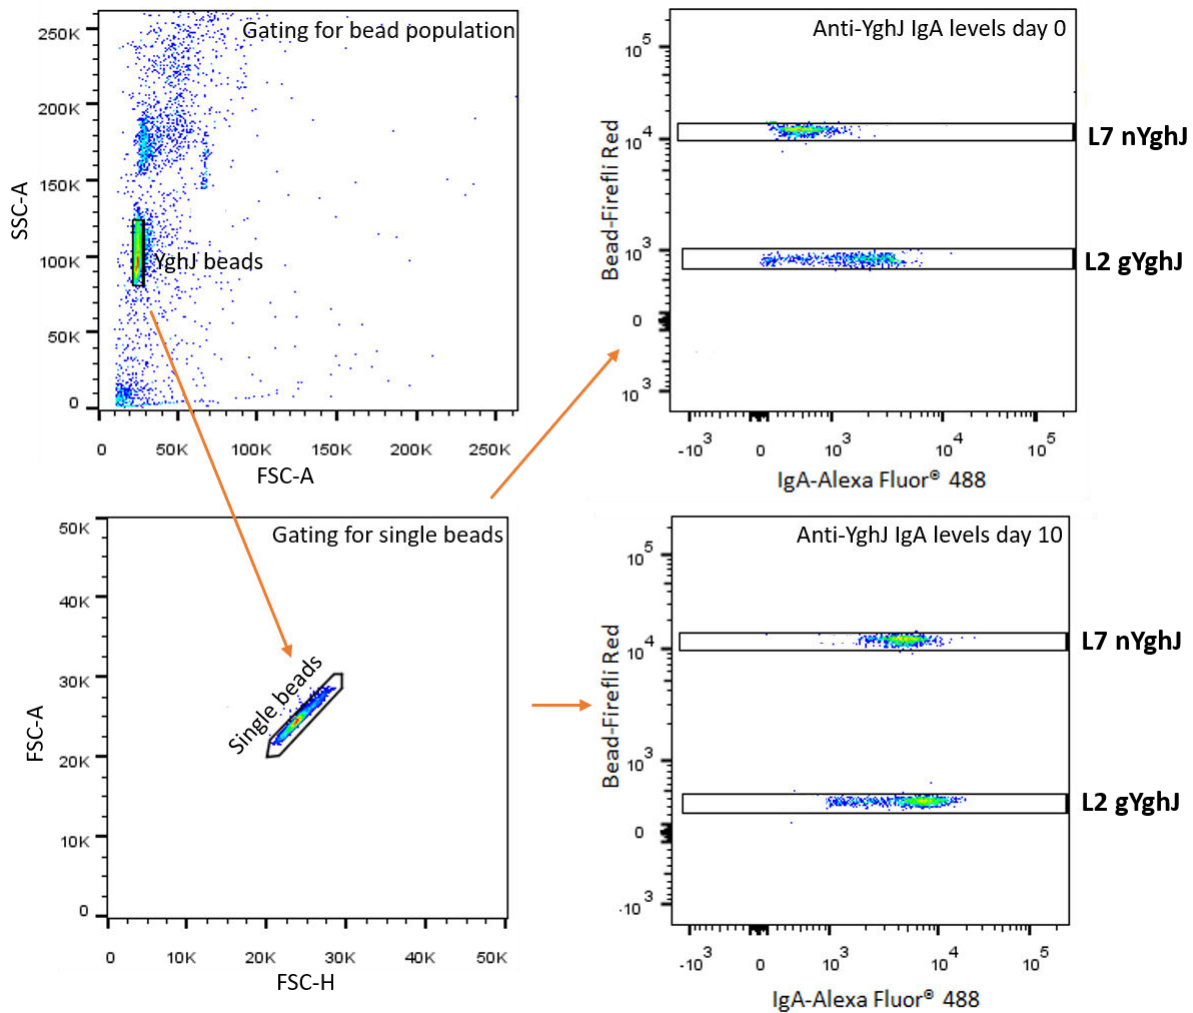 Gating for bead population
250K
200K
150K
100K
50K
0
SSC-A
YghJ beads
0
50K
100K
150K
200K
250K
FSC-A
Anti-YghJ IgA levels day 0
10^5
10^4
10^3
0
10^3
Bead-Firefli Red
L7 nYghJ
L2 gYghJ
-10^3
0
10^3
10^4
10^5
IgA-Alexa Fluor® 488
Gating for single beads
50K
40K
30K
20K
10K
0
FSC-A
Single beads
0
10K
20K
30K
40K
50K
FSC-H
Anti-YghJ IgA levels day 10
10^5
10^4
10^3
0
-10^3
Bead-Firefli Red
L7 nYghJ
L2 gYghJ
-10^3
0
10^3
10^4
10^5
IgA-Alexa Fluor® 488